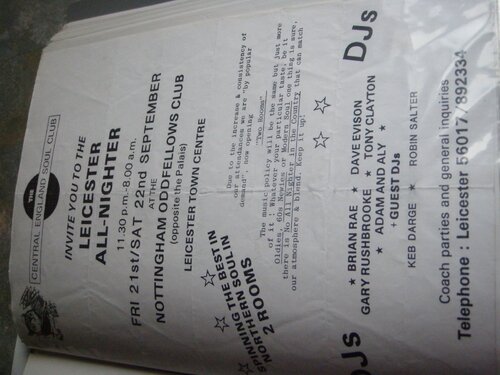 THE
CENTRAL ENGLAND SOUL CLUB
INVITE YOU TO THE
LEICESTER
ALL-NIGHTER
11.30 p.m.-8.00 a.m.
FRI 21st/SAT 22nd SEPTEMBER
AT THE
NOTTINGHAM ODDFELLOWS CLUB
(opposite the Palais)
LEICESTER TOWN CENTRE
Due to the increase & consistency of
our attendances we are "by popular
demand", now opening
"Two Rooms"
The music policy will be the same but just more
of it : Whatever your particular taste, be it
Oldies, 60s Newies or Modern Soul one thing is sure,
there is No All-Nighter in the Country that can match
our atmosphere & blend. Keep it up!
SPINNING THE BEST IN
NORTHERN SOUL IN
2 ROOMS
DJs
DJs
★ BRIAN RAE ★ DAVE EVISON
GARY RUSHBROOKE ★ TONY CLAYTON
★ ADAM AND ALY ★
+ GUEST DJs
KEB DARGE ★ ROBIN SALTER
Coach parties and general inquiries
Telephone : Leicester 56017/892334